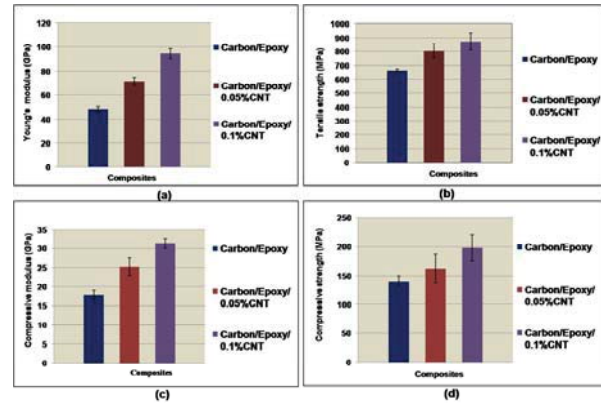 120
100
80
60
40
20
0
Young's modulus (GPa)
Carbon/Epoxy
Carbon/Epoxy/
0.05%CNT
Carbon/Epoxy/
0.1%CNT
Composites
(a)
1000
900
800
700
600
500
400
300
200
100
0
Tensile strength (MPa)
Carbon/Epoxy
Carbon/Epoxy/
0.05%CNT
Carbon/Epoxy/
0.1%CNT
Composites
(b)
35
30
25
20
15
10
5
0
Compressive modulus (GPa)
Carbon/Epoxy
Carbon/Epoxy/
0.05%CNT
Carbon/Epoxy/
0.1%CNT
Composites
(c)
250
200
150
100
50
0
Compressive strength (MPa)
Carbon/Epoxy
Carbon/Epoxy/
0.05%CNT
Carbon/Epoxy/
0.1%CNT
Composites
(d)